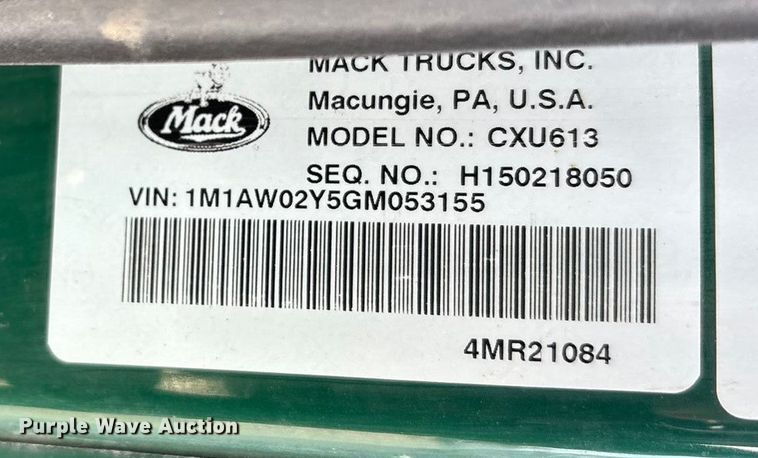 MACK TRUCKS, INC.
Mack
Macungie, PA, U.S.A.
MODEL NO.: CXU613
SEQ. NO.: H150218050
VIN: 1M1AW02Y5GM053155
4MR21084
Purple Wave Auction